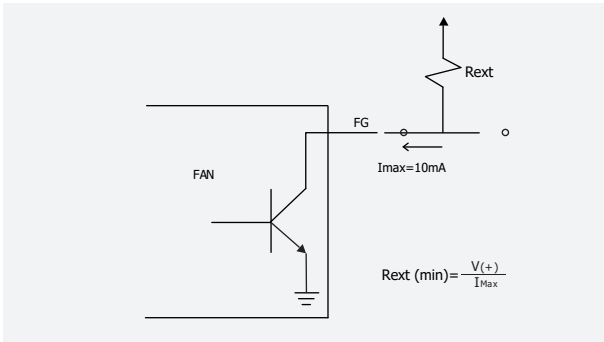 Rext
FG
Imax=10mA
FAN
Rext (min)= V(+) / IMax